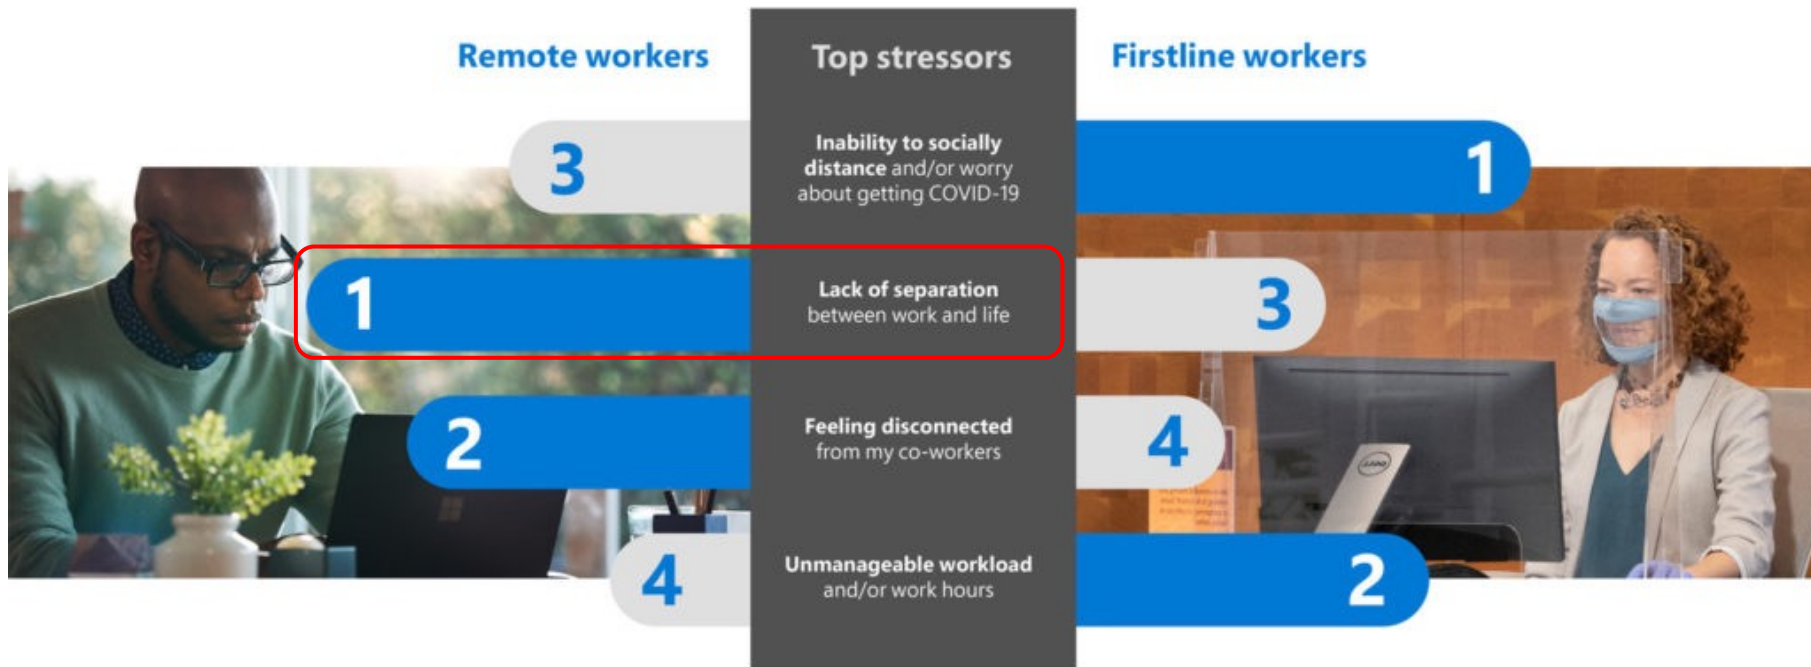 Remote workers
Top stressors
Firstline workers
3
Inability to socially
distance and/or worry
about getting COVID-19
1
1
Lack of separation
between work and life
3
2
Feeling disconnected
from my co-workers
4
4
Unmanageable workload
and/or work hours
2
DELL